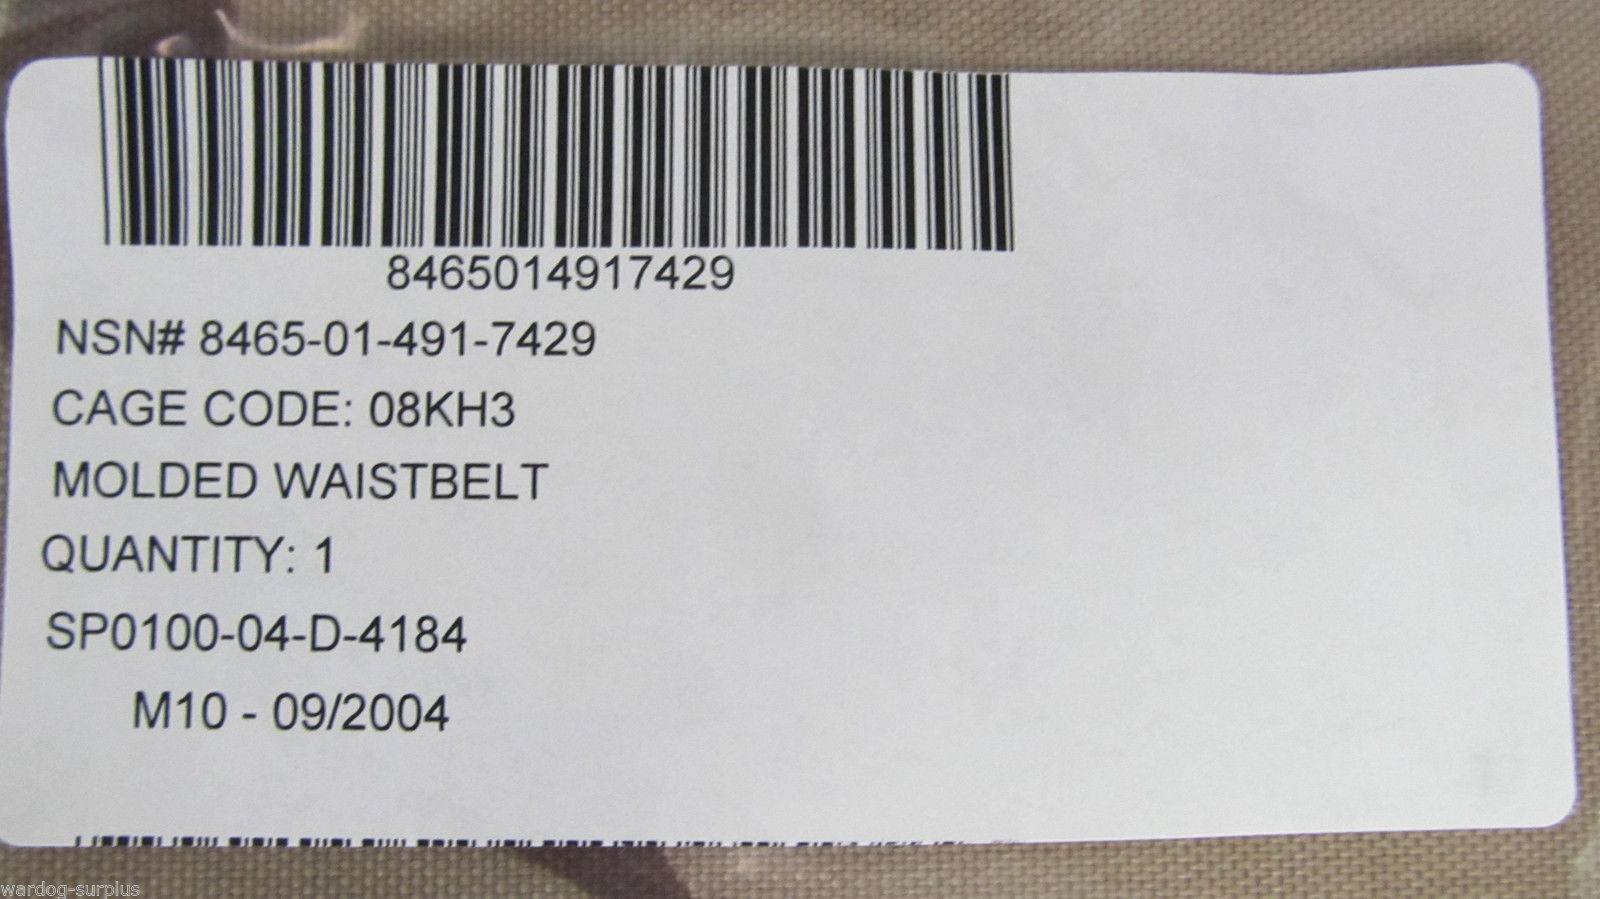 8465014917429
NSN# 8465-01-491-7429
CAGE CODE: 08KH3
MOLDED WAISTBELT
QUANTITY: 1
SP0100-04-D-4184
M10 - 09/2004
wardog-surplus